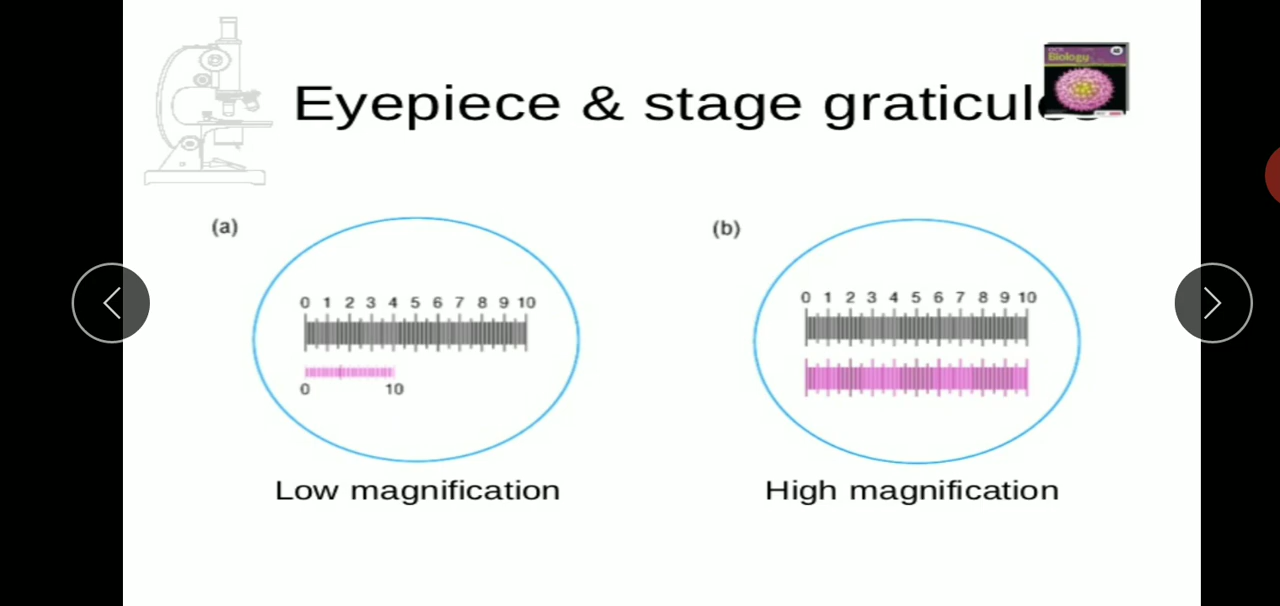 Eyepiece & stage graticul
Biology
(a)
(b)
0 1 2 3 4 5 6 7 8 9 10
0 10
0 1 2 3 4 5 6 7 8 9 10
Low magnification
High magnification